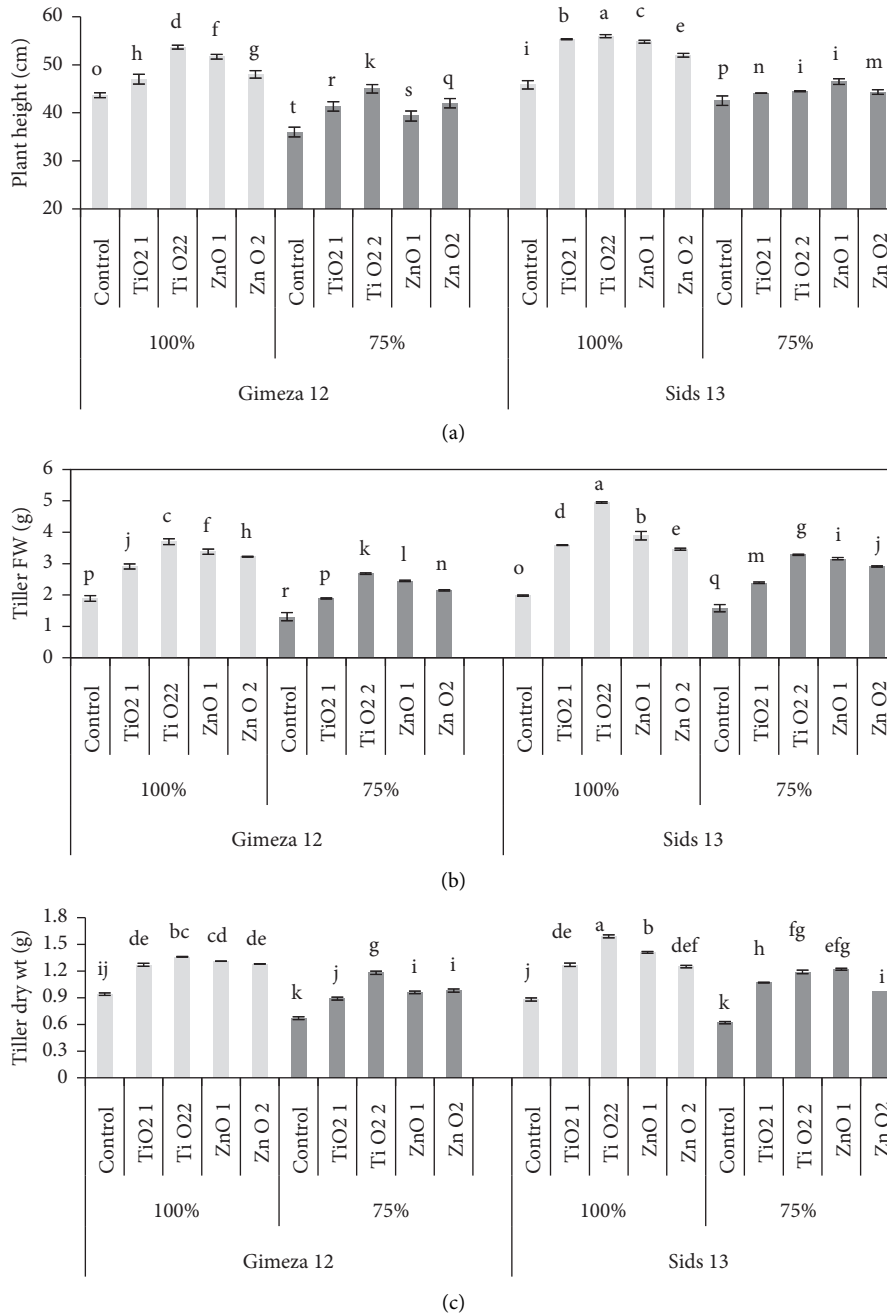 Plant height (cm)
60
50
40
30
20
o h d f g t r k s q i b a c e p n i i m
Control TiO2 1 Ti O22 ZnO 1 Zn O 2 Control TiO2 1 Ti O2 2 ZnO 1 Zn O2 Control TiO2 1 Ti O22 ZnO 1 Zn O 2 Control TiO2 1 Ti O2 2 ZnO 1 Zn O2
100% 75% 100% 75%
Gimeza 12 Sids 13
(a)
Tiller FW (g)
6
5
4
3
2
1
0
p j c f h r p k l n o d a b e q m g i j
Control TiO2 1 Ti O22 ZnO 1 Zn O 2 Control TiO2 1 Ti O2 2 ZnO 1 Zn O2 Control TiO2 1 Ti O22 ZnO 1 Zn O 2 Control TiO2 1 Ti O2 2 ZnO 1 Zn O2
100% 75% 100% 75%
Gimeza 12 Sids 13
(b)
Tiller dry wt (g)
1.8
1.5
1.2
0.9
0.6
0.3
0
ij de bc cd de k j g i i j de a b def k h fg efg i
Control TiO2 1 Ti O22 ZnO 1 Zn O 2 Control TiO2 1 Ti O2 2 ZnO 1 Zn O2 Control TiO2 1 Ti O22 ZnO 1 Zn O 2 Control TiO2 1 Ti O2 2 ZnO 1 Zn O2
100% 75% 100% 75%
Gimeza 12 Sids 13
(c)